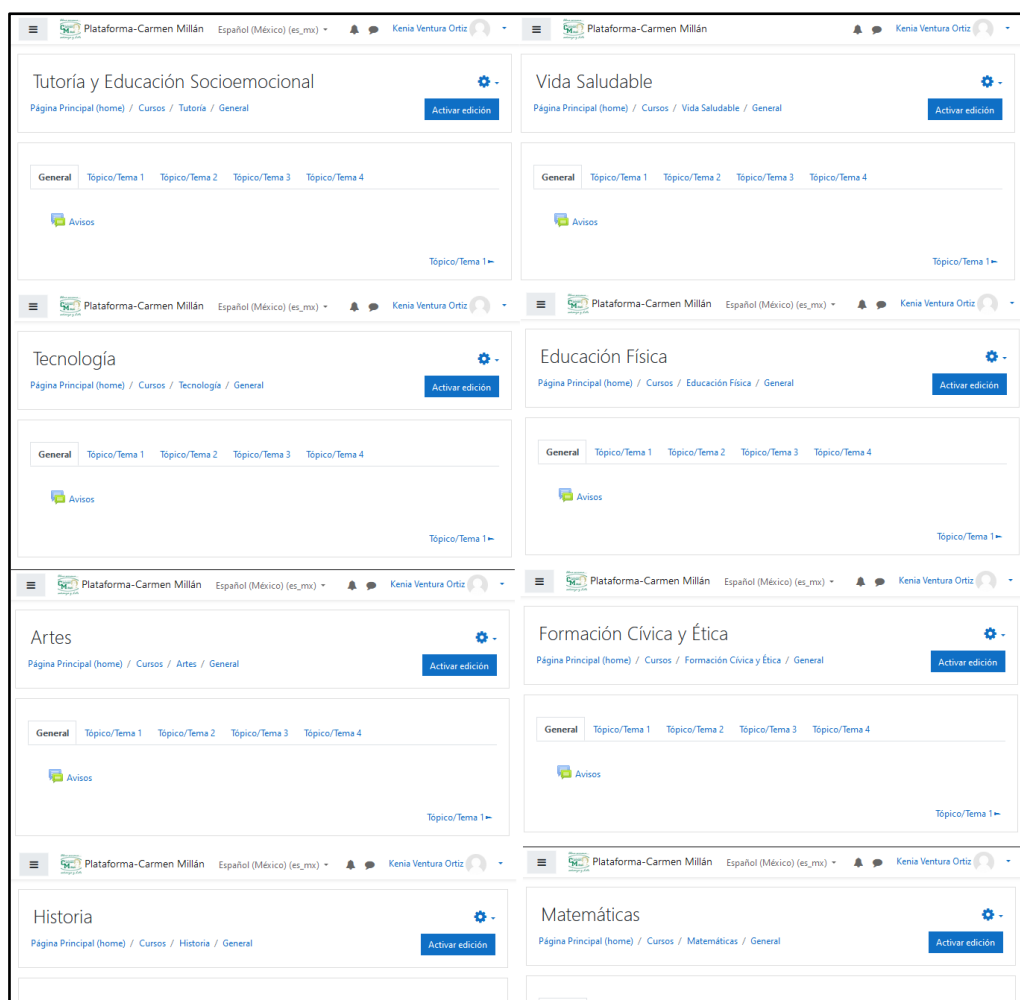 Plataforma-Carmen Millán Español (México) (es_mx) Kenia Ventura Ortiz
Tutoría y Educación Socioemocional
Página Principal (home) / Cursos / Tutoría / General
Activar edición
General Tópico/Tema 1 Tópico/Tema 2 Tópico/Tema 3 Tópico/Tema 4
Avisos
Tópico/Tema 1►
Plataforma-Carmen Millán Kenia Ventura Ortiz
Vida Saludable
Página Principal (home) / Cursos / Vida Saludable / General
Activar edición
General Tópico/Tema 1 Tópico/Tema 2 Tópico/Tema 3 Tópico/Tema 4
Avisos
Tópico/Tema 1►
Plataforma-Carmen Millán Español (México) (es_mx) Kenia Ventura Ortiz
Tecnología
Página Principal (home) / Cursos / Tecnología / General
Activar edición
General Tópico/Tema 1 Tópico/Tema 2 Tópico/Tema 3 Tópico/Tema 4
Avisos
Tópico/Tema 1►
Plataforma-Carmen Millán Español (México) (es_mx) Kenia Ventura Ortiz
Educación Física
Página Principal (home) / Cursos / Educación Física / General
Activar edición
General Tópico/Tema 1 Tópico/Tema 2 Tópico/Tema 3 Tópico/Tema 4
Avisos
Tópico/Tema 1►
Plataforma-Carmen Millán Español (México) (es_mx) Kenia Ventura Ortiz
Artes
Página Principal (home) / Cursos / Artes / General
Activar edición
General Tópico/Tema 1 Tópico/Tema 2 Tópico/Tema 3 Tópico/Tema 4
Avisos
Tópico/Tema 1►
Plataforma-Carmen Millán Español (México) (es_mx) Kenia Ventura Ortiz
Formación Cívica y Ética
Página Principal (home) / Cursos / Formación Cívica y Ética / General
Activar edición
General Tópico/Tema 1 Tópico/Tema 2 Tópico/Tema 3 Tópico/Tema 4
Avisos
Tópico/Tema 1►
Plataforma-Carmen Millán Español (México) (es_mx) Kenia Ventura Ortiz
Historia
Página Principal (home) / Cursos / Historia / General
Activar edición
Plataforma-Carmen Millán Español (México) (es_mx) Kenia Ventura Ortiz
Matemáticas
Página Principal (home) / Cursos / Matemáticas / General
Activar edición